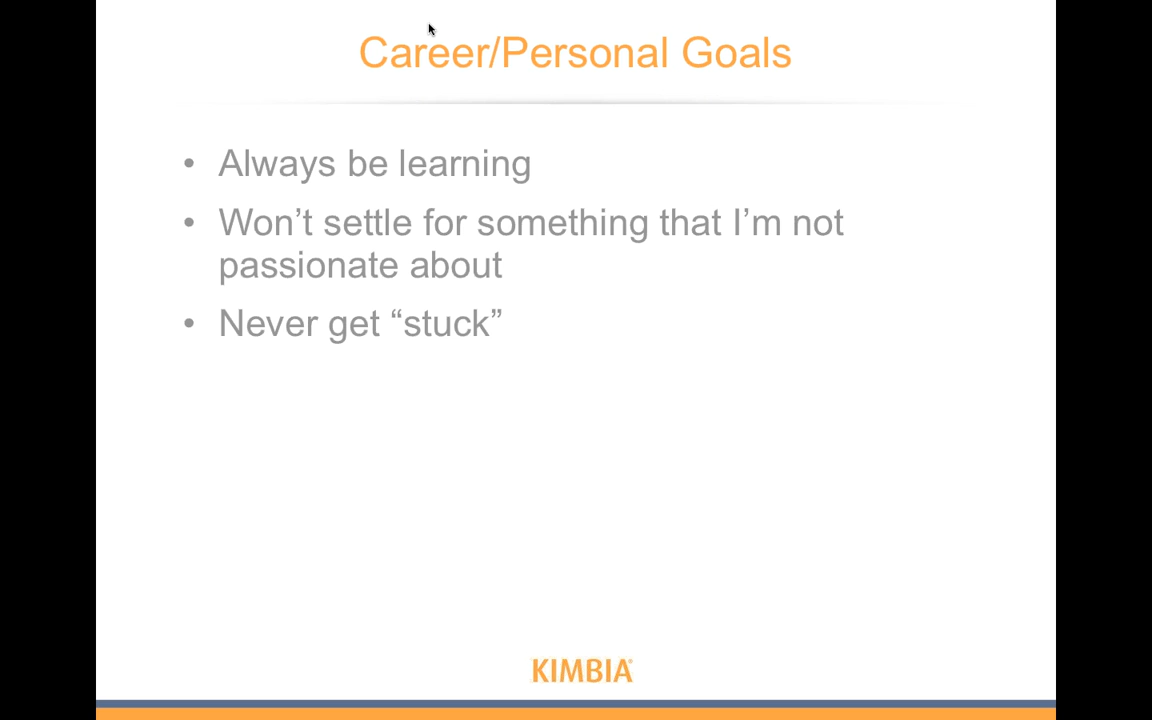 Career/Personal Goals
• Always be learning
• Won’t settle for something that I’m not
passionate about
• Never get “stuck”
KIMBIA®